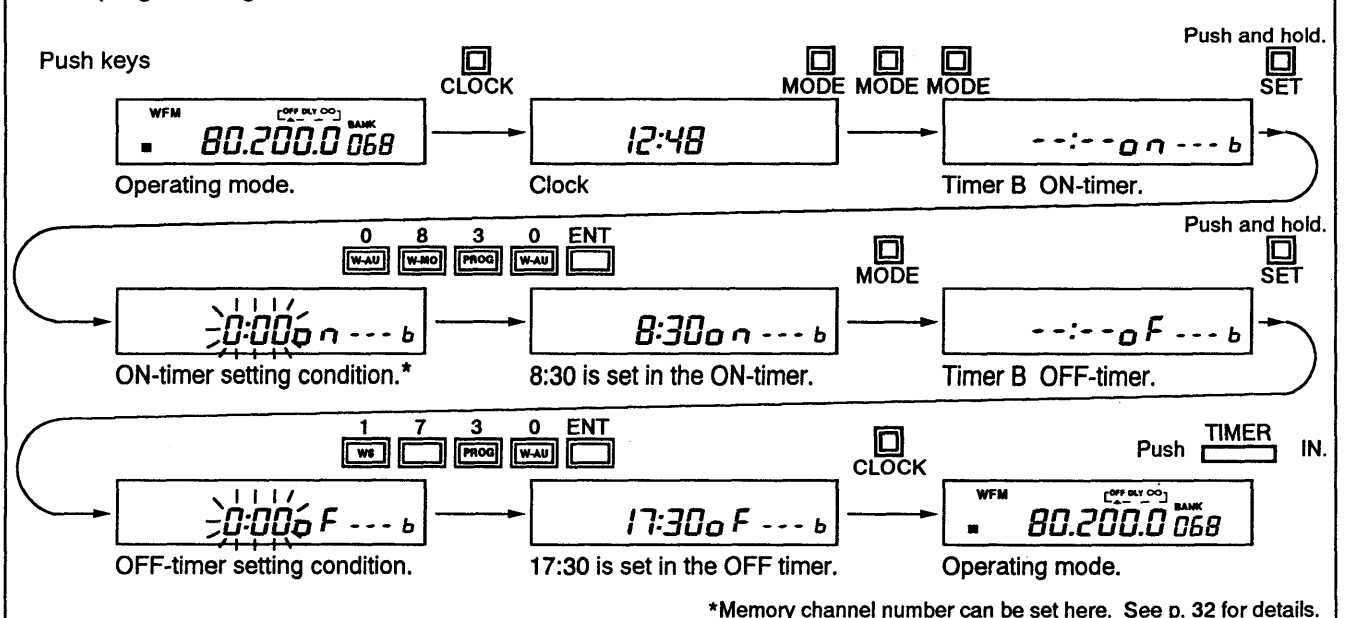 Push and hold.
Push keys
CLOCK
MODE MODE MODE
SET
WFM
OFF DLY
80.200.0 BANK 068
12:48
--:--on --- b
Operating mode.
Clock
Timer B ON-timer.
Push and hold.
0 8 3 0 ENT
W-AU W-MO PROG W-AU
MODE
SET
0:00on --- b
8:30on --- b
--:--oF --- b
ON-timer setting condition.*
8:30 is set in the ON-timer.
Timer B OFF-timer.
1 7 3 0 ENT
WS PROG W-AU
CLOCK
Push TIMER IN.
0:00oF --- b
17:30oF --- b
WFM
OFF DLY
80.200.0 BANK 068
OFF-timer setting condition.
17:30 is set in the OFF timer.
Operating mode.
*Memory channel number can be set here. See p. 32 for details.